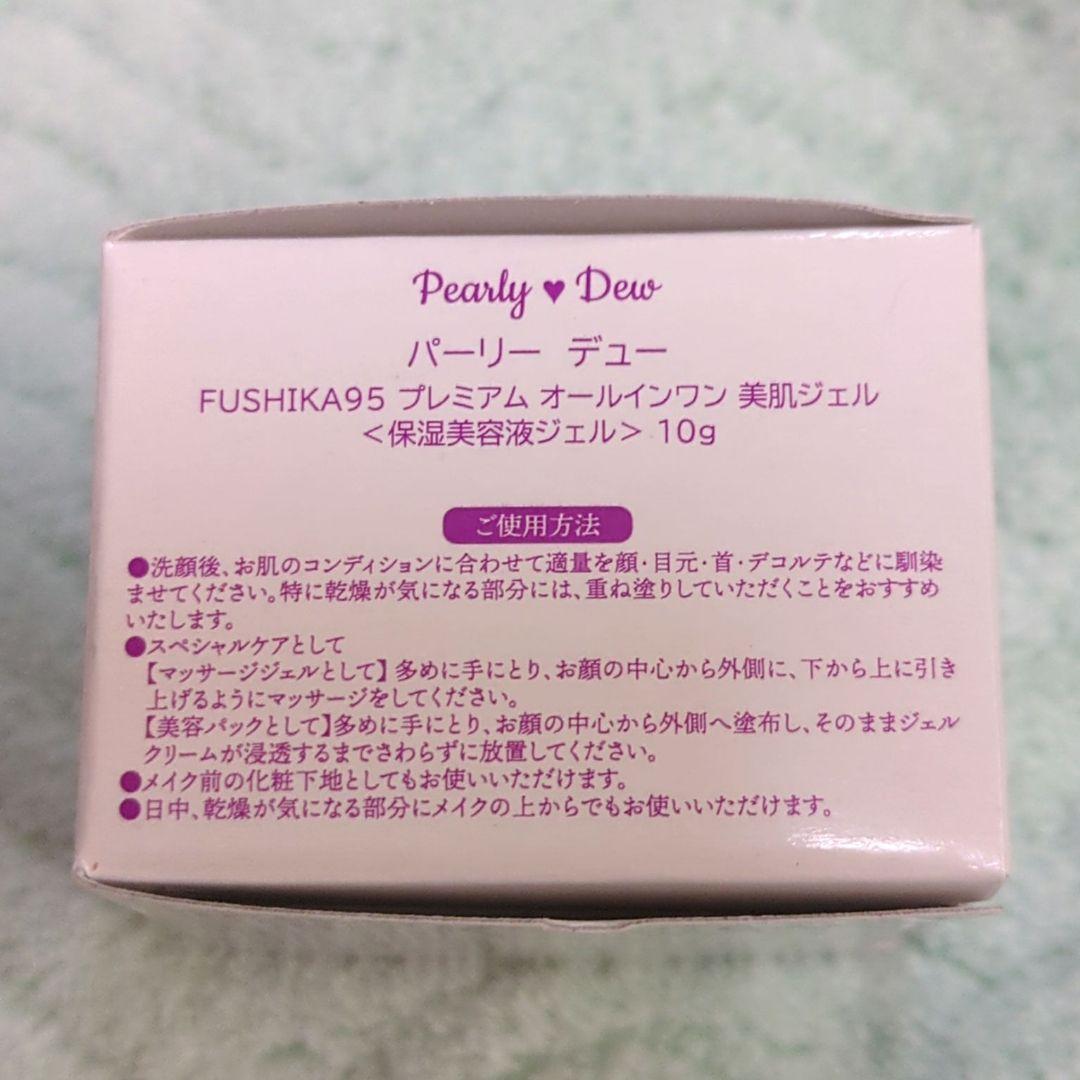 Pearly ♥ Dew
パーリー デュー
FUSHIKA95 プレミアム オールインワン 美肌ジェル
＜保湿美容液ジェル＞ 10g
ご使用方法
●洗顔後、お肌のコンディションに合わせて適量を顔・目元・首・デコルテなどに馴染
ませてください。特に乾燥が気になる部分には、重ね塗りしていただくことをおすすめ
いたします。
●スペシャルケアとして
【マッサージジェルとして】多めに手にとり、お顔の中心から外側に、下から上に引き
上げるようにマッサージをしてください。
【美容パックとして】多めに手にとり、お顔の中心から外側へ塗布し、そのままジェル
クリームが浸透するまでさわらずに放置してください。
●メイク前の化粧下地としてもお使いいただけます。
●日中、乾燥が気になる部分にメイクの上からでもお使いいただけます。